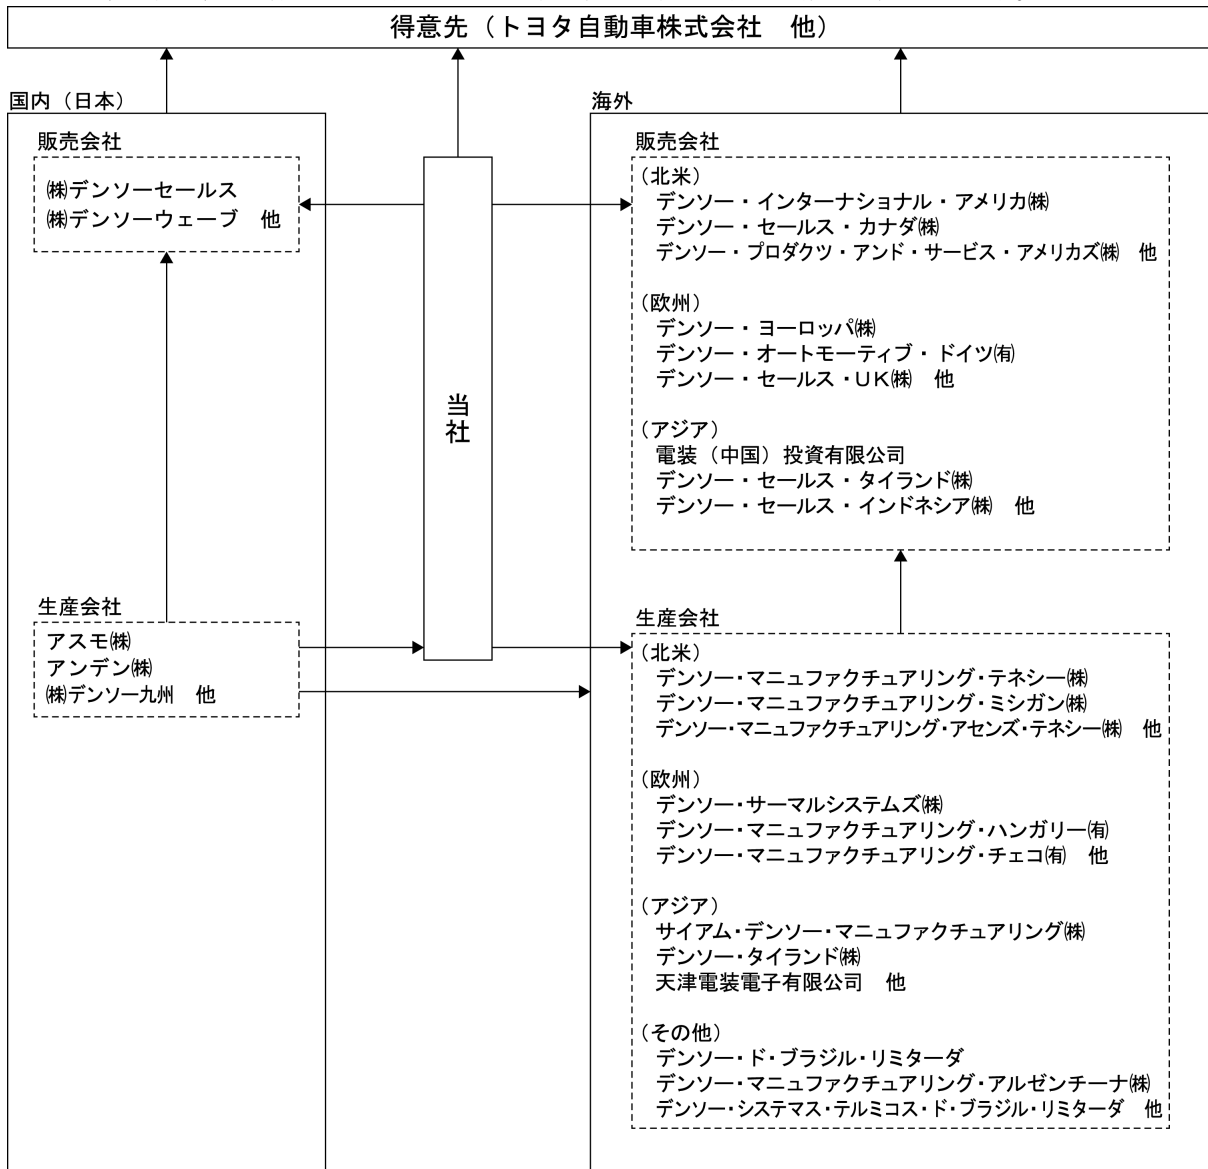 得意先（トヨタ自動車株式会社　他）
国内（日本）
販売会社
㈱デンソーセールス
㈱デンソーウェーブ　他
生産会社
アスモ㈱
アンデン㈱
㈱デンソー九州　他
当社
海外
販売会社
（北米）
デンソー・インターナショナル・アメリカ㈱
デンソー・セールス・カナダ㈱
デンソー・プロダクツ・アンド・サービス・アメリカズ㈱　他
（欧州）
デンソー・ヨーロッパ㈱
デンソー・オートモーティブ・ドイツ㈲
デンソー・セールス・UK㈱　他
（アジア）
電装（中国）投資有限公司
デンソー・セールス・タイランド㈱
デンソー・セールス・インドネシア㈱　他
生産会社
（北米）
デンソー・マニュファクチュアリング・テネシー㈱
デンソー・マニュファクチュアリング・ミシガン㈱
デンソー・マニュファクチュアリング・アセンズ・テネシー㈱　他
（欧州）
デンソー・サーマルシステムズ㈱
デンソー・マニュファクチュアリング・ハンガリー㈲
デンソー・マニュファクチュアリング・チェコ㈲　他
（アジア）
サイアム・デンソー・マニュファクチュアリング㈱
デンソー・タイランド㈱
天津電装電子有限公司　他
（その他）
デンソー・ド・ブラジル・リミターダ
デンソー・マニュファクチュアリング・アルゼンチーナ㈱
デンソー・システマス・テルミコス・ド・ブラジル・リミターダ　他